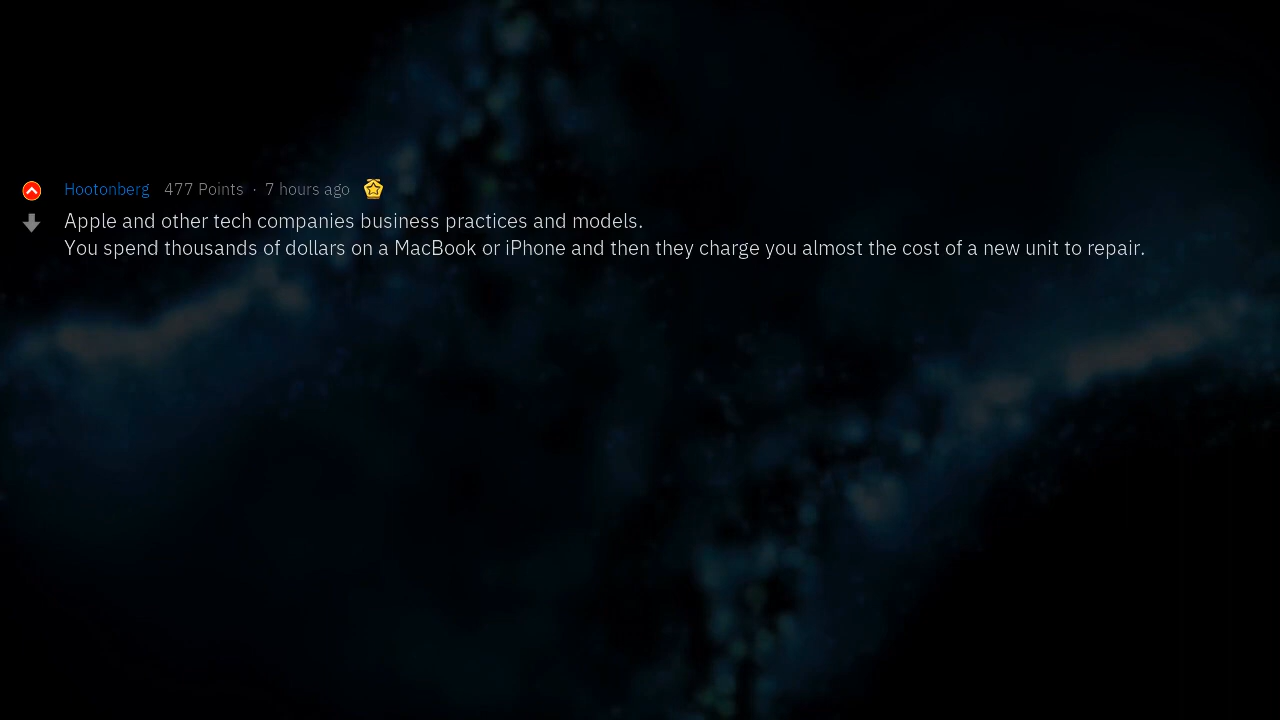 Hootonberg 477 Points · 7 hours ago
Apple and other tech companies business practices and models.
You spend thousands of dollars on a MacBook or iPhone and then they charge you almost the cost of a new unit to repair.